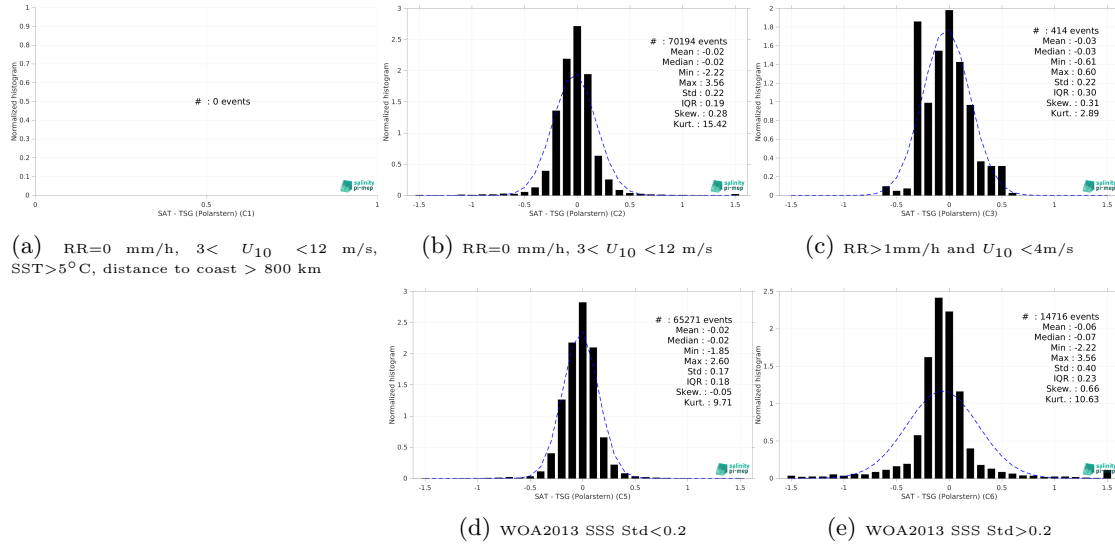 1
0.9
0.8
0.7
0.6
0.5
0.4
0.3
0.2
0.1
0
Normalized histogram
# : 0 events
salinity
pi-mep
0
0.5
1
SAT - TSG (Polarstern) (C1)
(a) RR=0 mm/h, 3< U10 <12 m/s,
SST>5°C, distance to coast > 800 km
3
2.5
2
1.5
1
0.5
0
Normalized histogram
# : 70194 events
Mean : -0.02
Median : -0.02
Min : -2.22
Max : 3.56
Std : 0.22
IQR : 0.19
Skew. : 0.28
Kurt. : 15.42
salinity
pi-mep
-1.5 -1 -0.5 0 0.5 1 1.5
SAT - TSG (Polarstern) (C2)
(b) RR=0 mm/h, 3< U10 <12 m/s
2
1.8
1.6
1.4
1.2
1
0.8
0.6
0.4
0.2
0
Normalized histogram
# : 414 events
Mean : -0.03
Median : -0.03
Min : -0.61
Max : 0.60
Std : 0.22
IQR : 0.30
Skew. : 0.31
Kurt. : 2.89
salinity
pi-mep
-1.5 -1 -0.5 0 0.5 1 1.5
SAT - TSG (Polarstern) (C3)
(c) RR>1mm/h and U10 <4m/s
3
2.5
2
1.5
1
0.5
0
Normalized histogram
# : 65271 events
Mean : -0.02
Median : -0.02
Min : -1.85
Max : 2.60
Std : 0.17
IQR : 0.18
Skew. : -0.05
Kurt. : 9.71
salinity
pi-mep
-1.5 -1 -0.5 0 0.5 1 1.5
SAT - TSG (Polarstern) (C5)
(d) WOA2013 SSS Std<0.2
2.5
2
1.5
1
0.5
0
Normalized histogram
# : 14716 events
Mean : -0.06
Median : -0.07
Min : -2.22
Max : 3.56
Std : 0.40
IQR : 0.23
Skew. : 0.66
Kurt. : 10.63
salinity
pi-mep
-1.5 -1 -0.5 0 0.5 1 1.5
SAT - TSG (Polarstern) (C6)
(e) WOA2013 SSS Std>0.2